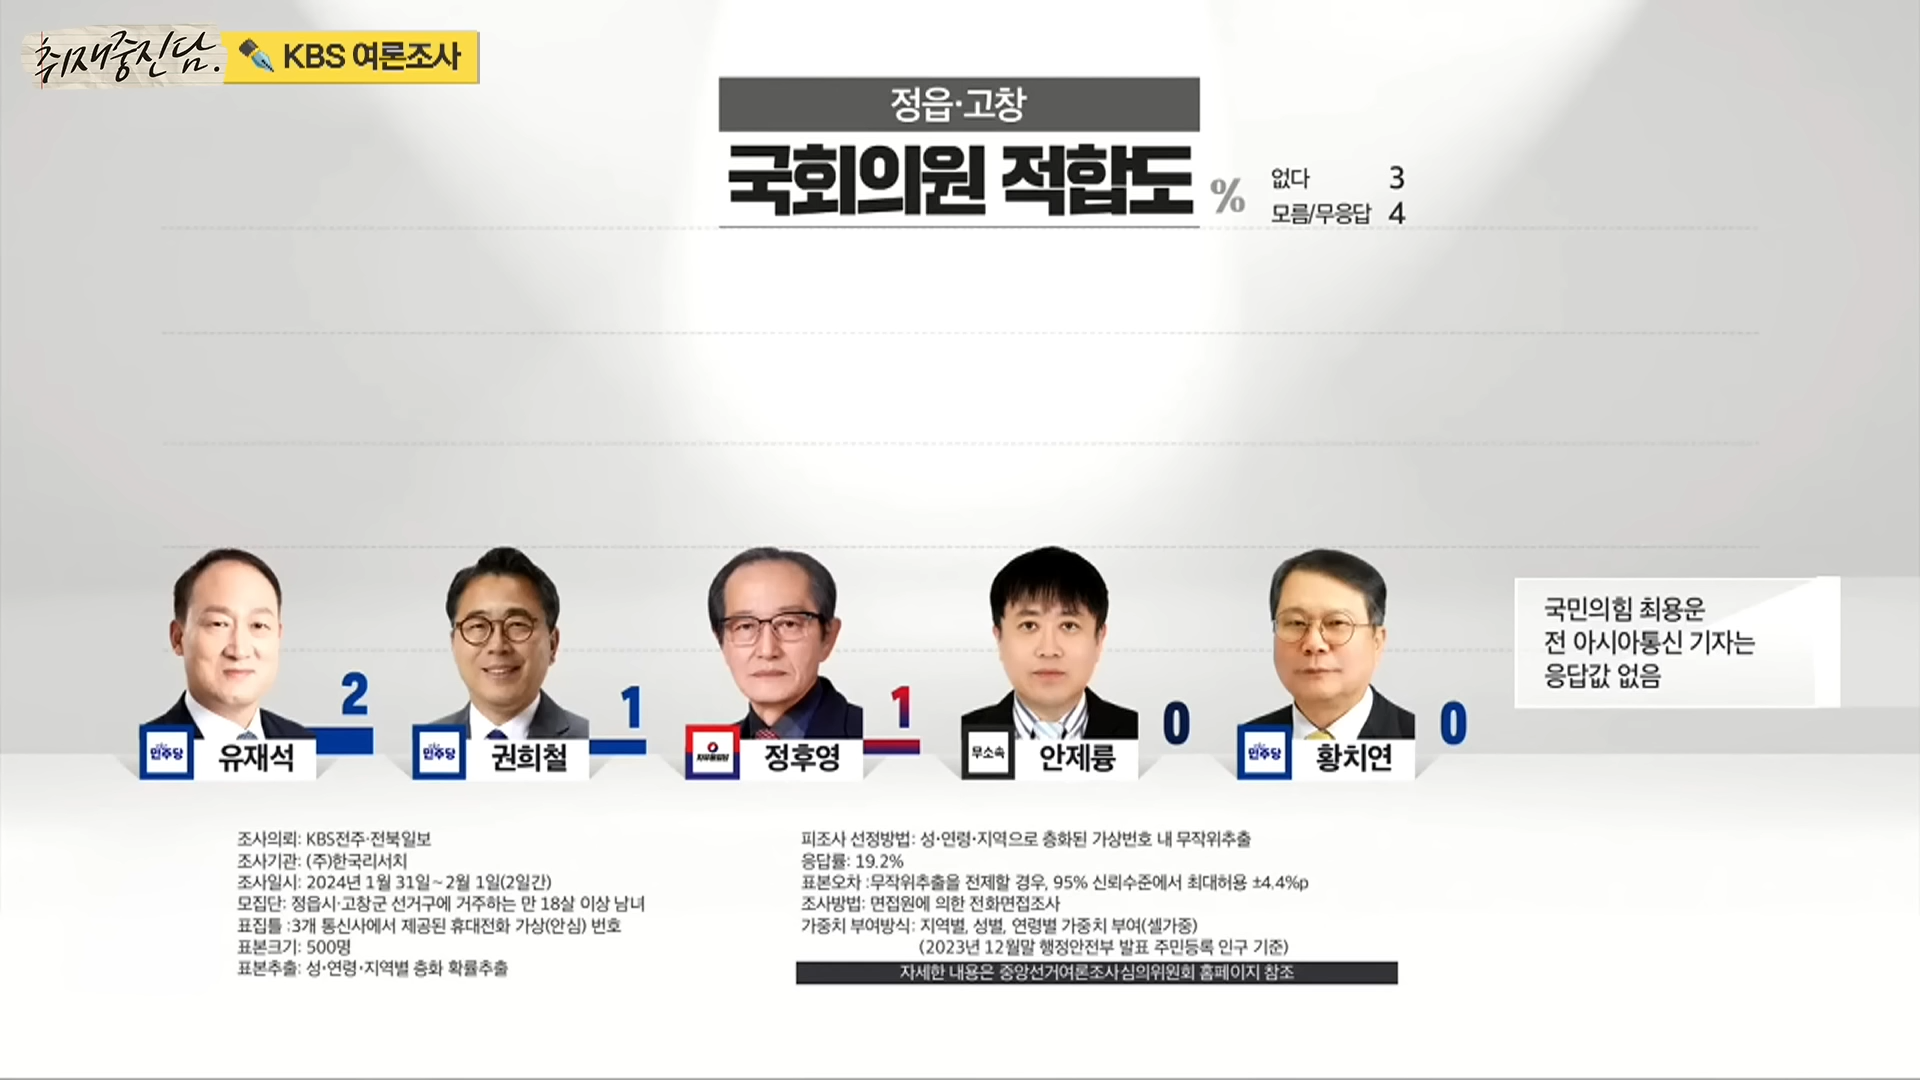 취재중진담.
KBS 여론조사
정읍·고창
국회의원 적합도 %
없다 3
모름/무응답 4
국민의힘 최용운
전 아시아통신 기자는
응답값 없음
2
1
1
0
0
민주당 유재석
민주당 권희철
자유통일당 정후영
무소속 안제륭
민주당 황치연
조사의뢰: KBS전주·전북일보
조사기관: (주)한국리서치
조사일시: 2024년 1월 31일~2월 1일(2일간)
모집단: 정읍시·고창군 선거구에 거주하는 만 18살 이상 남녀
표집틀 :3개 통신사에서 제공된 휴대전화 가상(안심) 번호
표본크기: 500명
표본추출: 성·연령·지역별 층화 확률추출
피조사 선정방법: 성·연령·지역으로 층화된 가상번호 내 무작위추출
응답률: 19.2%
표본오차 :무작위추출을 전제할 경우, 95% 신뢰수준에서 최대허용 ±4.4%p
조사방법: 면접원에 의한 전화면접조사
가중치 부여방식: 지역별, 성별, 연령별 가중치 부여(셀가중)
(2023년 12월말 행정안전부 발표 주민등록 인구 기준)
자세한 내용은 중앙선거여론조사심의위원회 홈페이지 참조